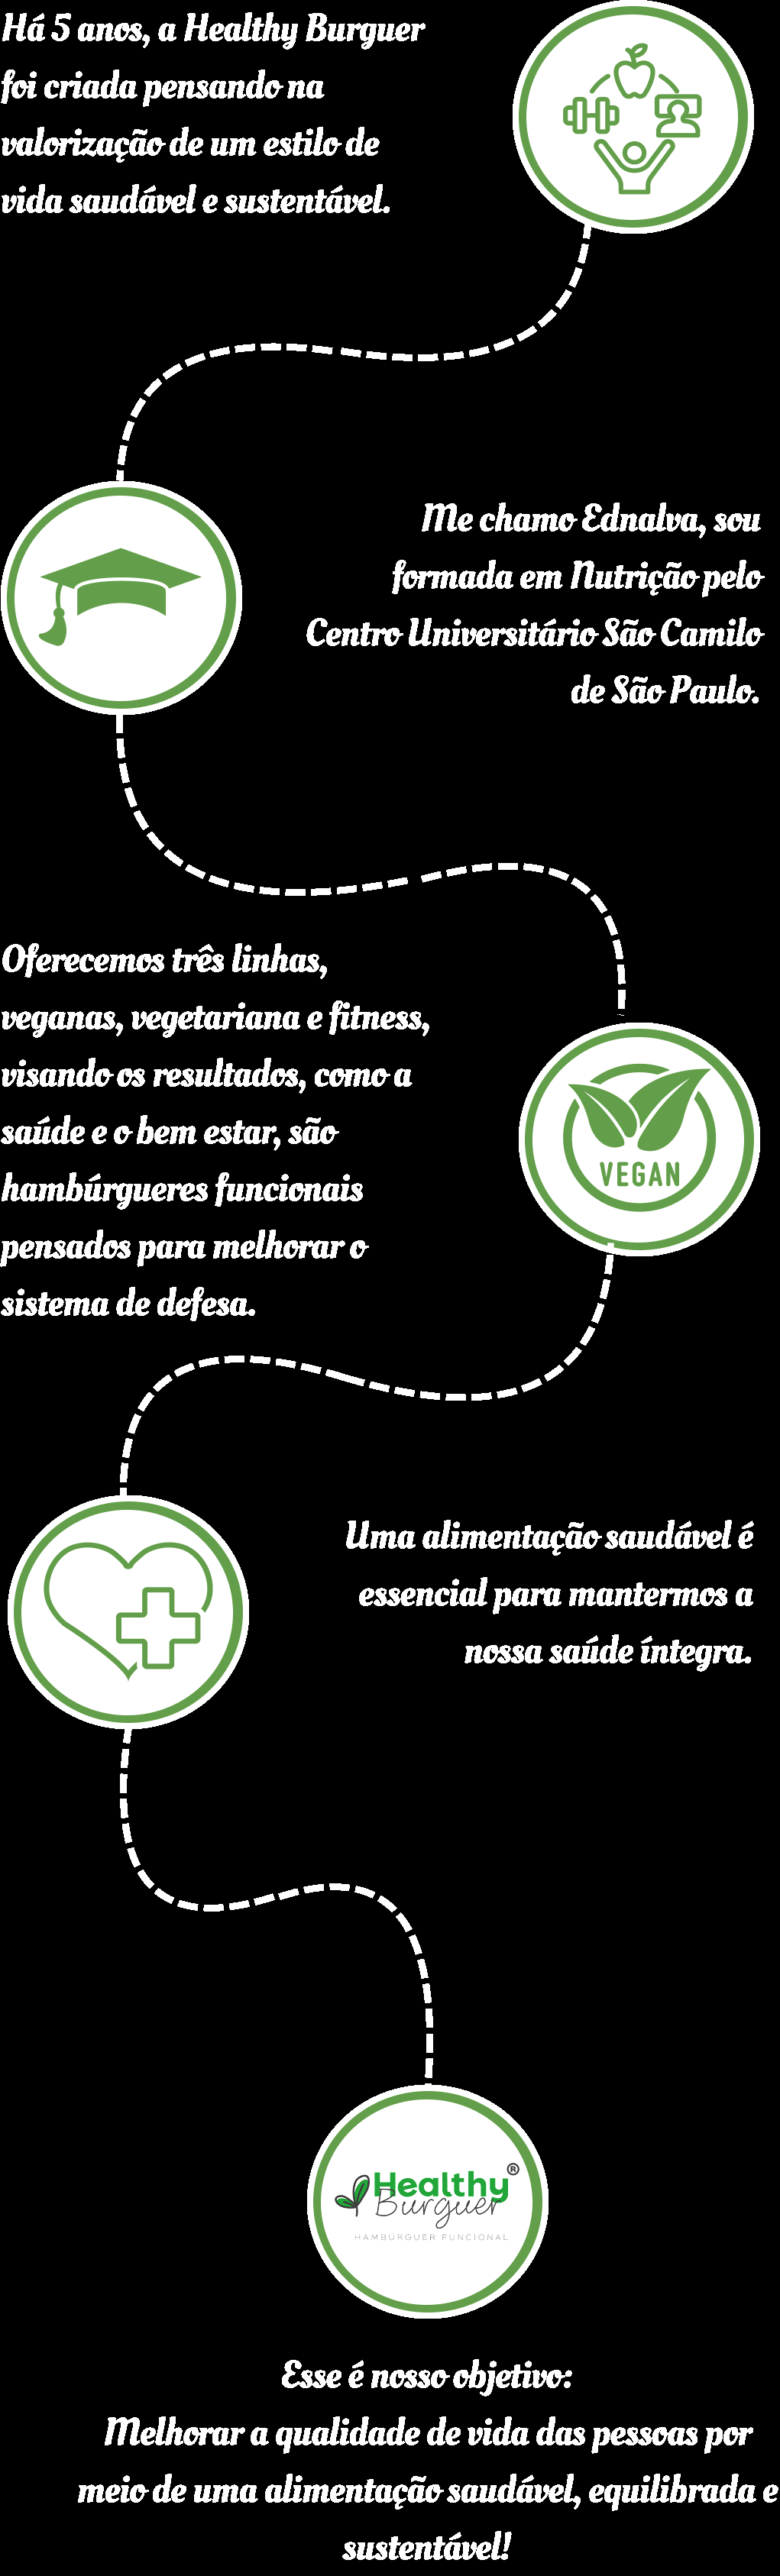 Há 5 anos, a Healthy Burguer
foi criada pensando na
valorização de um estilo de
vida saudável e sustentável.
Me chamo Ednalva, sou
formada em Nutrição pelo
Centro Universitário São Camilo
de São Paulo.
Oferecemos três linhas,
veganas, vegetariana e fitness,
visando os resultados, como a
saúde e o bem estar, são
hambúrgueres funcionais
pensados para melhorar o
sistema de defesa.
VEGAN
Uma alimentação saudável é
essencial para mantermos a
nossa saúde íntegra.
Healthy®
Burguer
HAMBÚRGUER FUNCIONAL
Esse é nosso objetivo:
Melhorar a qualidade de vida das pessoas por
meio de uma alimentação saudável, equilibrada e
sustentável!